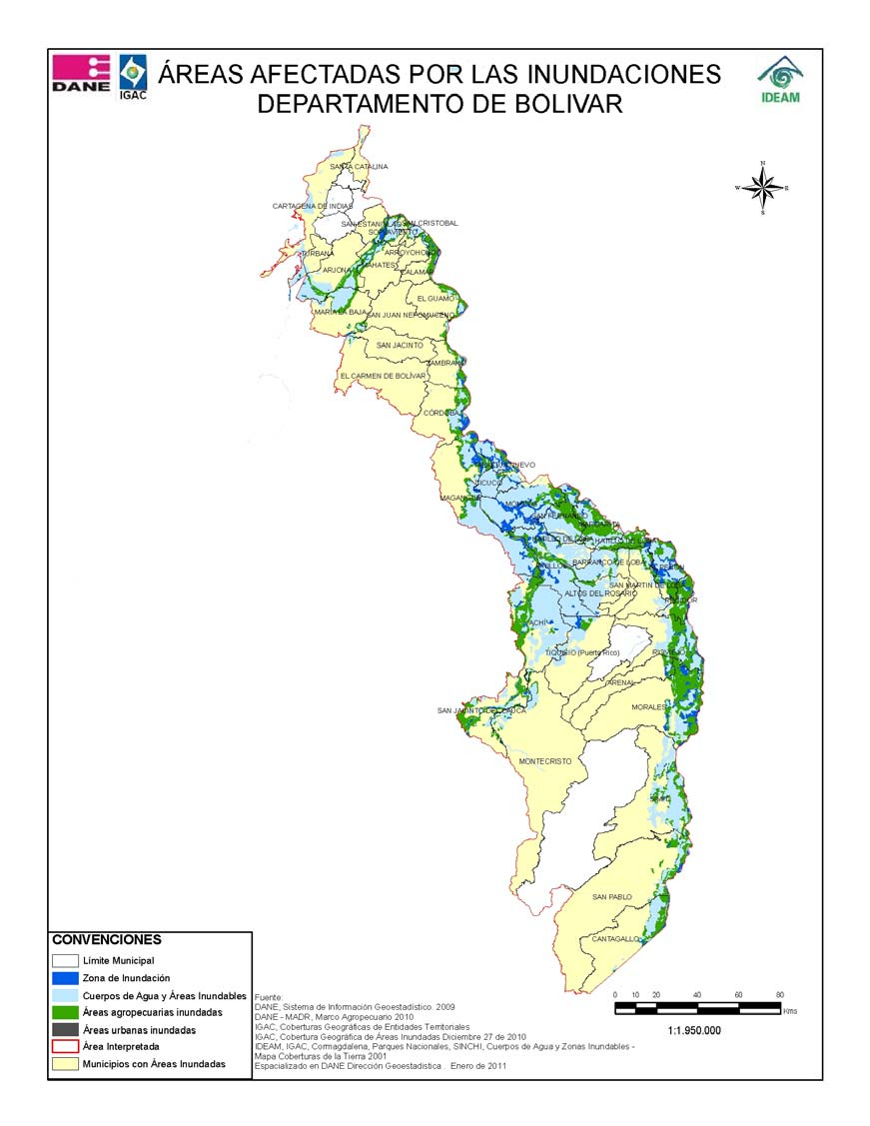 DANE
IGAC
ÁREAS AFECTADAS POR LAS INUNDACIONES
DEPARTAMENTO DE BOLIVAR
IDEAM
N
W
E
S
SANTA CATALINA
CARTAGENA DE INDIAS
SAN CRISTOBAL
TURBANA
ARJONA
MAHATES
ARROYOHONDO
CALAMAR
EL GUAMO
MARIA LA BAJA
SAN JUAN NEPOMUCENO
SAN JACINTO
ZAMBRANO
EL CARMEN DE BOLÍVAR
CÓRDOBA
CICUCO
BARRANCO DE LOBA
SAN MARTIN DE LOBA
ALTOS DEL ROSARIO
ACHÍ
TIQUISIO (Puerto Rico)
ARENAL
MORALES
SAN JACINTO DEL CAUCA
MONTECRISTO
SAN PABLO
CANTAGALLO
CONVENCIONES
Límite Municipal
Zona de Inundación
Cuerpos de Agua y Áreas Inundables
Áreas agropecuarias inundadas
Áreas urbanas inundadas
Área Interpretada
Municipios con Áreas Inundadas
Fuente:
DANE, Sistema de Información Geoestadístico. 2009
DANE - MADR, Marco Agropecuario 2010
IGAC, Coberturas Geográficas de Entidades Territoriales
IGAC, Cobertura Geográfica de Áreas Inundadas Diciembre 27 de 2010
IDEAM, IGAC, Cormagdalena, Parques Nacionales, SINCHI, Cuerpos de Agua y Zonas Inundables -
Mapa Coberturas de la Tierra 2001
Espacializado en DANE Dirección Geoestadística . Enero de 2011
0 10 20 40 60 80
Kms
1:1.950.000